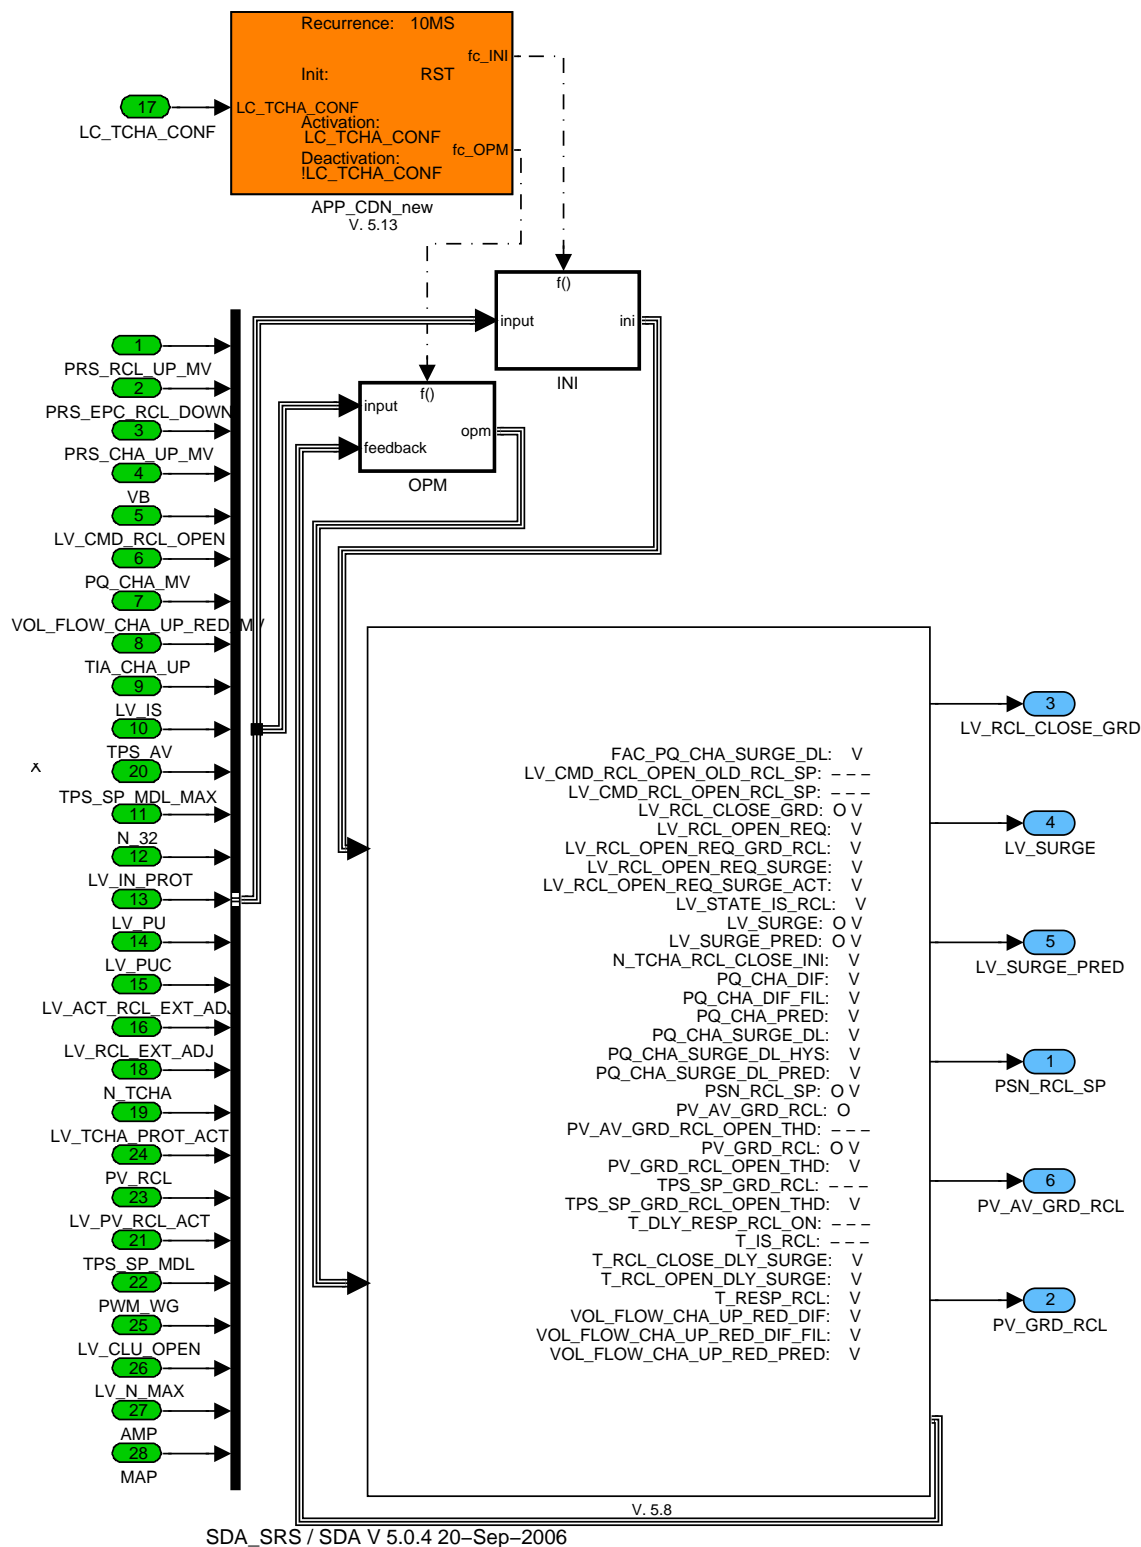 Recurrence: 10MS
fc_INI
Init: RST
17
LC_TCHA_CONF
LC_TCHA_CONF
Activation:
LC_TCHA_CONF
fc_OPM
Deactivation:
!LC_TCHA_CONF
APP_CDN_new
V. 5.13
f()
input
ini
INI
f()
input
opm
feedback
OPM
1
PRS_RCL_UP_MV
2
PRS_EPC_RCL_DOWN
3
PRS_CHA_UP_MV
4
VB
5
LV_CMD_RCL_OPEN
6
PQ_CHA_MV
7
VOL_FLOW_CHA_UP_RED_MV
8
TIA_CHA_UP
9
LV_IS
10
TPS_AV
20
X
TPS_SP_MDL_MAX
11
N_32
12
LV_IN_PROT
13
LV_PU
14
LV_PUC
15
LV_ACT_RCL_EXT_ADJ
16
LV_RCL_EXT_ADJ
18
N_TCHA
19
LV_TCHA_PROT_ACT
24
PV_RCL
23
LV_PV_RCL_ACT
21
TPS_SP_MDL
22
PWM_WG
25
LV_CLU_OPEN
26
LV_N_MAX
27
AMP
28
MAP
FAC_PQ_CHA_SURGE_DL: V
LV_CMD_RCL_OPEN_OLD_RCL_SP: – – –
LV_CMD_RCL_OPEN_RCL_SP: – – –
LV_RCL_CLOSE_GRD: O V
LV_RCL_OPEN_REQ: V
LV_RCL_OPEN_REQ_GRD_RCL: V
LV_RCL_OPEN_REQ_SURGE: V
LV_RCL_OPEN_REQ_SURGE_ACT: V
LV_STATE_IS_RCL: V
LV_SURGE: O V
LV_SURGE_PRED: O V
N_TCHA_RCL_CLOSE_INI: V
PQ_CHA_DIF: V
PQ_CHA_DIF_FIL: V
PQ_CHA_PRED: V
PQ_CHA_SURGE_DL: V
PQ_CHA_SURGE_DL_HYS: V
PQ_CHA_SURGE_DL_PRED: V
PSN_RCL_SP: O V
PV_AV_GRD_RCL: O
PV_AV_GRD_RCL_OPEN_THD: – – –
PV_GRD_RCL: O V
PV_GRD_RCL_OPEN_THD: V
TPS_SP_GRD_RCL: – – –
TPS_SP_GRD_RCL_OPEN_THD: V
T_DLY_RESP_RCL_ON: – – –
T_IS_RCL: – – –
T_RCL_CLOSE_DLY_SURGE: V
T_RCL_OPEN_DLY_SURGE: V
T_RESP_RCL: V
VOL_FLOW_CHA_UP_RED_DIF: V
VOL_FLOW_CHA_UP_RED_DIF_FIL: V
VOL_FLOW_CHA_UP_RED_PRED: V
3
LV_RCL_CLOSE_GRD
4
LV_SURGE
5
LV_SURGE_PRED
1
PSN_RCL_SP
6
PV_AV_GRD_RCL
2
PV_GRD_RCL
V. 5.8
SDA_SRS / SDA V 5.0.4 20–Sep–2006